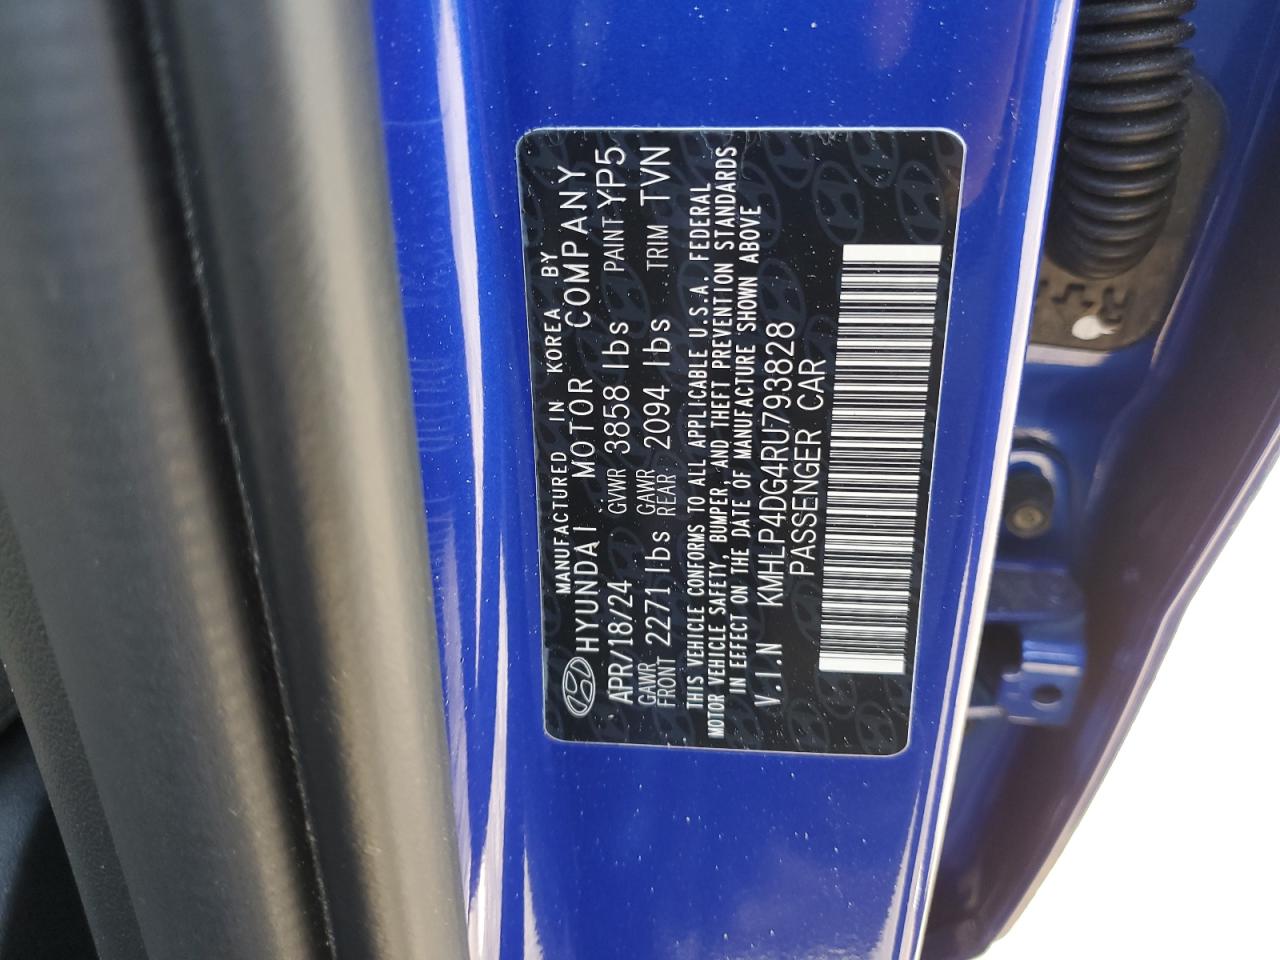 MANUFACTURED IN KOREA BY
HYUNDAI MOTOR COMPANY
APR/18/24 GVWR 3858 lbs PAINT YP5
GAWR FRONT 2271 lbs GAWR REAR 2094 lbs TRIM TVN
THIS VEHICLE CONFORMS TO ALL APPLICABLE U.S.A. FEDERAL
MOTOR VEHICLE SAFETY, BUMPER, AND THEFT PREVENTION STANDARDS
IN EFFECT ON THE DATE OF MANUFACTURE SHOWN ABOVE
V.I.N KMHLP4DG4RU793828
PASSENGER CAR